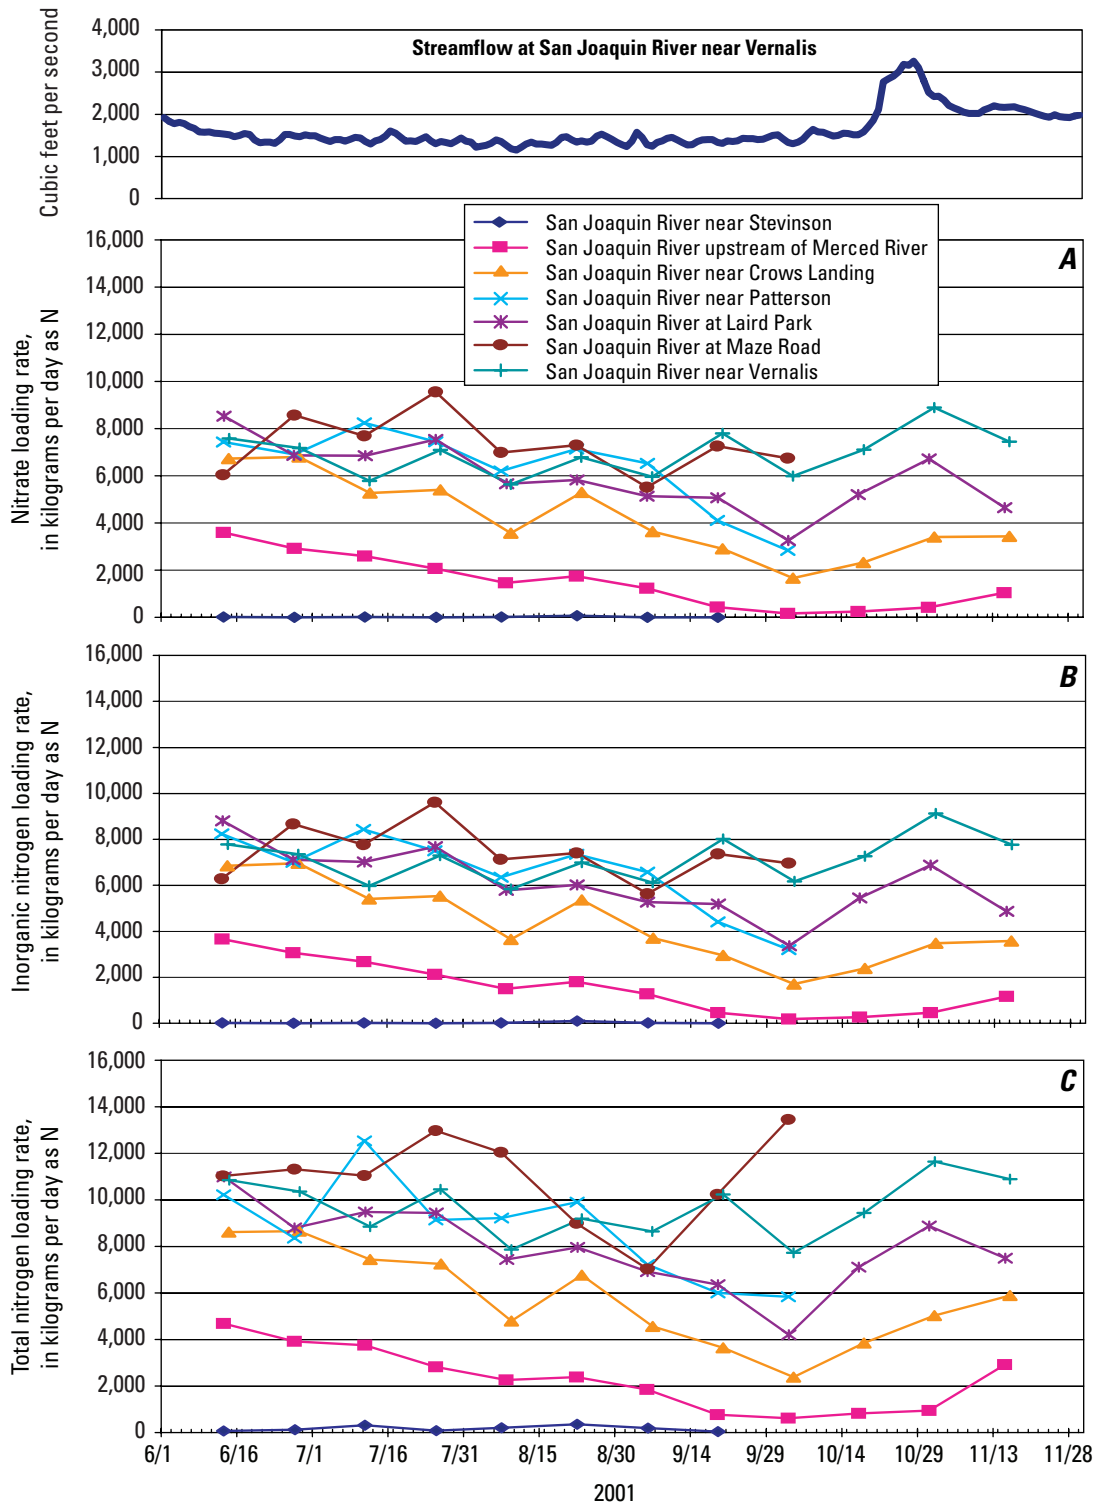 Streamflow at San Joaquin River near Vernalis
Cubic feet per second
4,000
3,000
2,000
1,000
0
San Joaquin River near Stevinson
San Joaquin River upstream of Merced River
San Joaquin River near Crows Landing
San Joaquin River near Patterson
San Joaquin River at Laird Park
San Joaquin River at Maze Road
San Joaquin River near Vernalis
A
Nitrate loading rate,
in kilograms per day as N
16,000
14,000
12,000
10,000
8,000
6,000
4,000
2,000
0
B
Inorganic nitrogen loading rate,
in kilograms per day as N
16,000
14,000
12,000
10,000
8,000
6,000
4,000
2,000
0
C
Total nitrogen loading rate,
in kilograms per day as N
16,000
14,000
12,000
10,000
8,000
6,000
4,000
2,000
0
6/1 6/16 7/1 7/16 7/31 8/15 8/30 9/14 9/29 10/14 10/29 11/13 11/28
2001